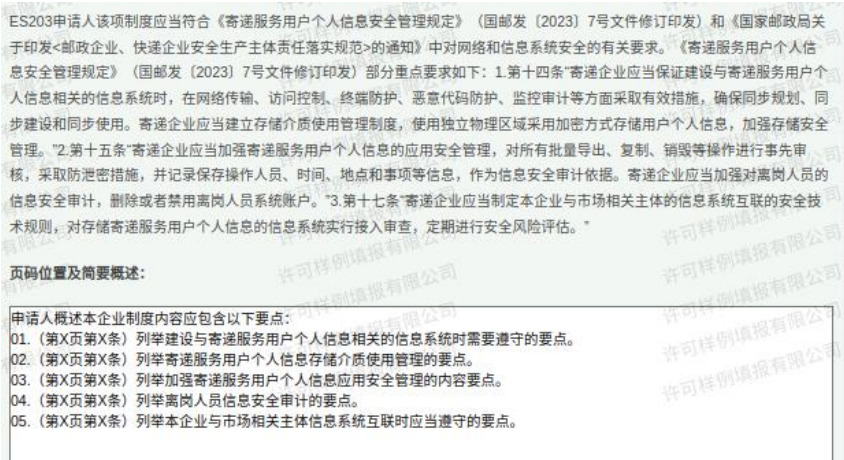 ES203申请人该项制度应当符合《寄递服务用户个人信息安全管理规定》（国邮发〔2023〕7号文件修订印发）和《国家邮政局关
于印发<邮政企业、快递企业安全生产主体责任落实规范>的通知》中对网络和信息系统安全的有关要求。《寄递服务用户个人信
息安全管理规定》（国邮发〔2023〕7号文件修订印发）部分重点要求如下：1.第十四条“寄递企业应当保证建设与寄递服务用户个
人信息相关的信息系统时，在网络传输、访问控制、终端防护、恶意代码防护、监控审计等方面采取有效措施，确保同步规划、同
步建设和同步使用。寄递企业应当建立存储介质使用管理制度，使用独立物理区域采用加密方式存储用户个人信息，加强存储安全
管理。”2.第十五条“寄递企业应当加强寄递服务用户个人信息的应用安全管理，对所有批量导出、复制、销毁等操作进行事先审
核，采取防泄密措施，并记录保存操作人员、时间、地点和事项等信息，作为信息安全审计依据。寄递企业应当加强对离岗人员的
信息安全审计，删除或者禁用离岗人员系统账户。”3.第十七条“寄递企业应当制定本企业与市场相关主体的信息系统互联的安全技
术规则，对存储寄递服务用户个人信息的信息系统实行接入审查，定期进行安全风险评估。”
页码位置及简要概述：
申请人概述本企业制度内容应包含以下要点：
01.（第X页第X条）列举建设与寄递服务用户个人信息相关的信息系统时需要遵守的要点。
02.（第X页第X条）列举寄递服务用户个人信息存储介质使用管理的要点。
03.（第X页第X条）列举加强寄递服务用户个人信息应用安全管理的内容要点。
04.（第X页第X条）列举离岗人员信息安全审计的要点。
05.（第X页第X条）列举本企业与市场相关主体信息系统互联时应当遵守的要点。
许可样例填报有限公司